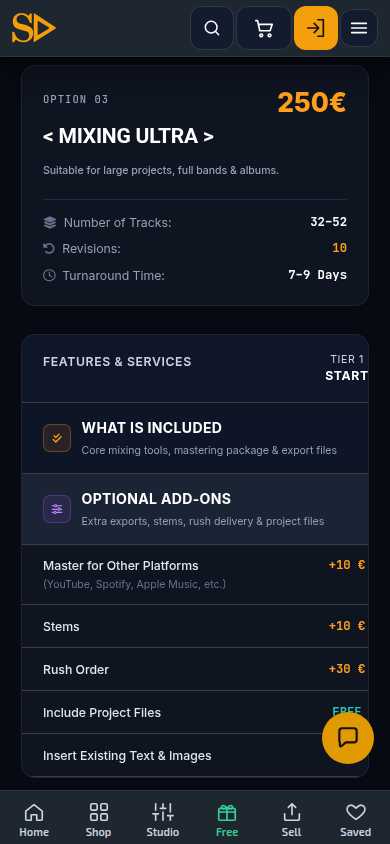 S
OPTION 03
250€
< MIXING ULTRA >
Suitable for large projects, full bands & albums.
Number of Tracks: 32–52
Revisions: 10
Turnaround Time: 7–9 Days
FEATURES & SERVICES
TIER 1
START
WHAT IS INCLUDED
Core mixing tools, mastering package & export files
OPTIONAL ADD-ONS
Extra exports, stems, rush delivery & project files
Master for Other Platforms +10 €
(YouTube, Spotify, Apple Music, etc.)
Stems +10 €
Rush Order +30 €
Include Project Files FREE
Insert Existing Text & Images
Home Shop Studio Free Sell Saved